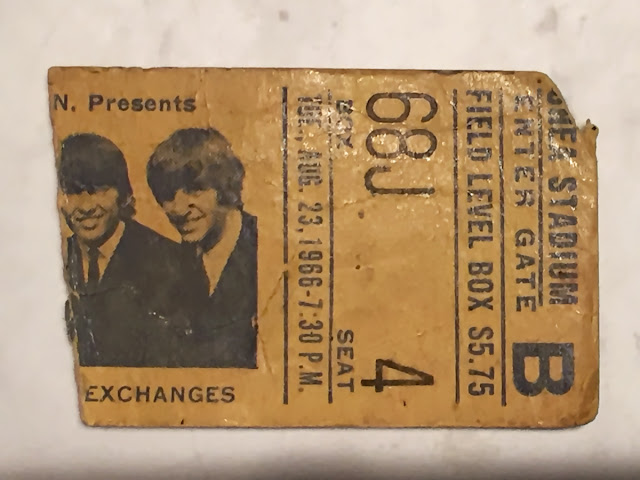 N. Presents
EXCHANGES
STADIUM
ENTER GATE
B
FIELD LEVEL BOX $5.75
BOX SEAT
68J 4
TUE., AUG. 23, 1966-7:30 P.M.